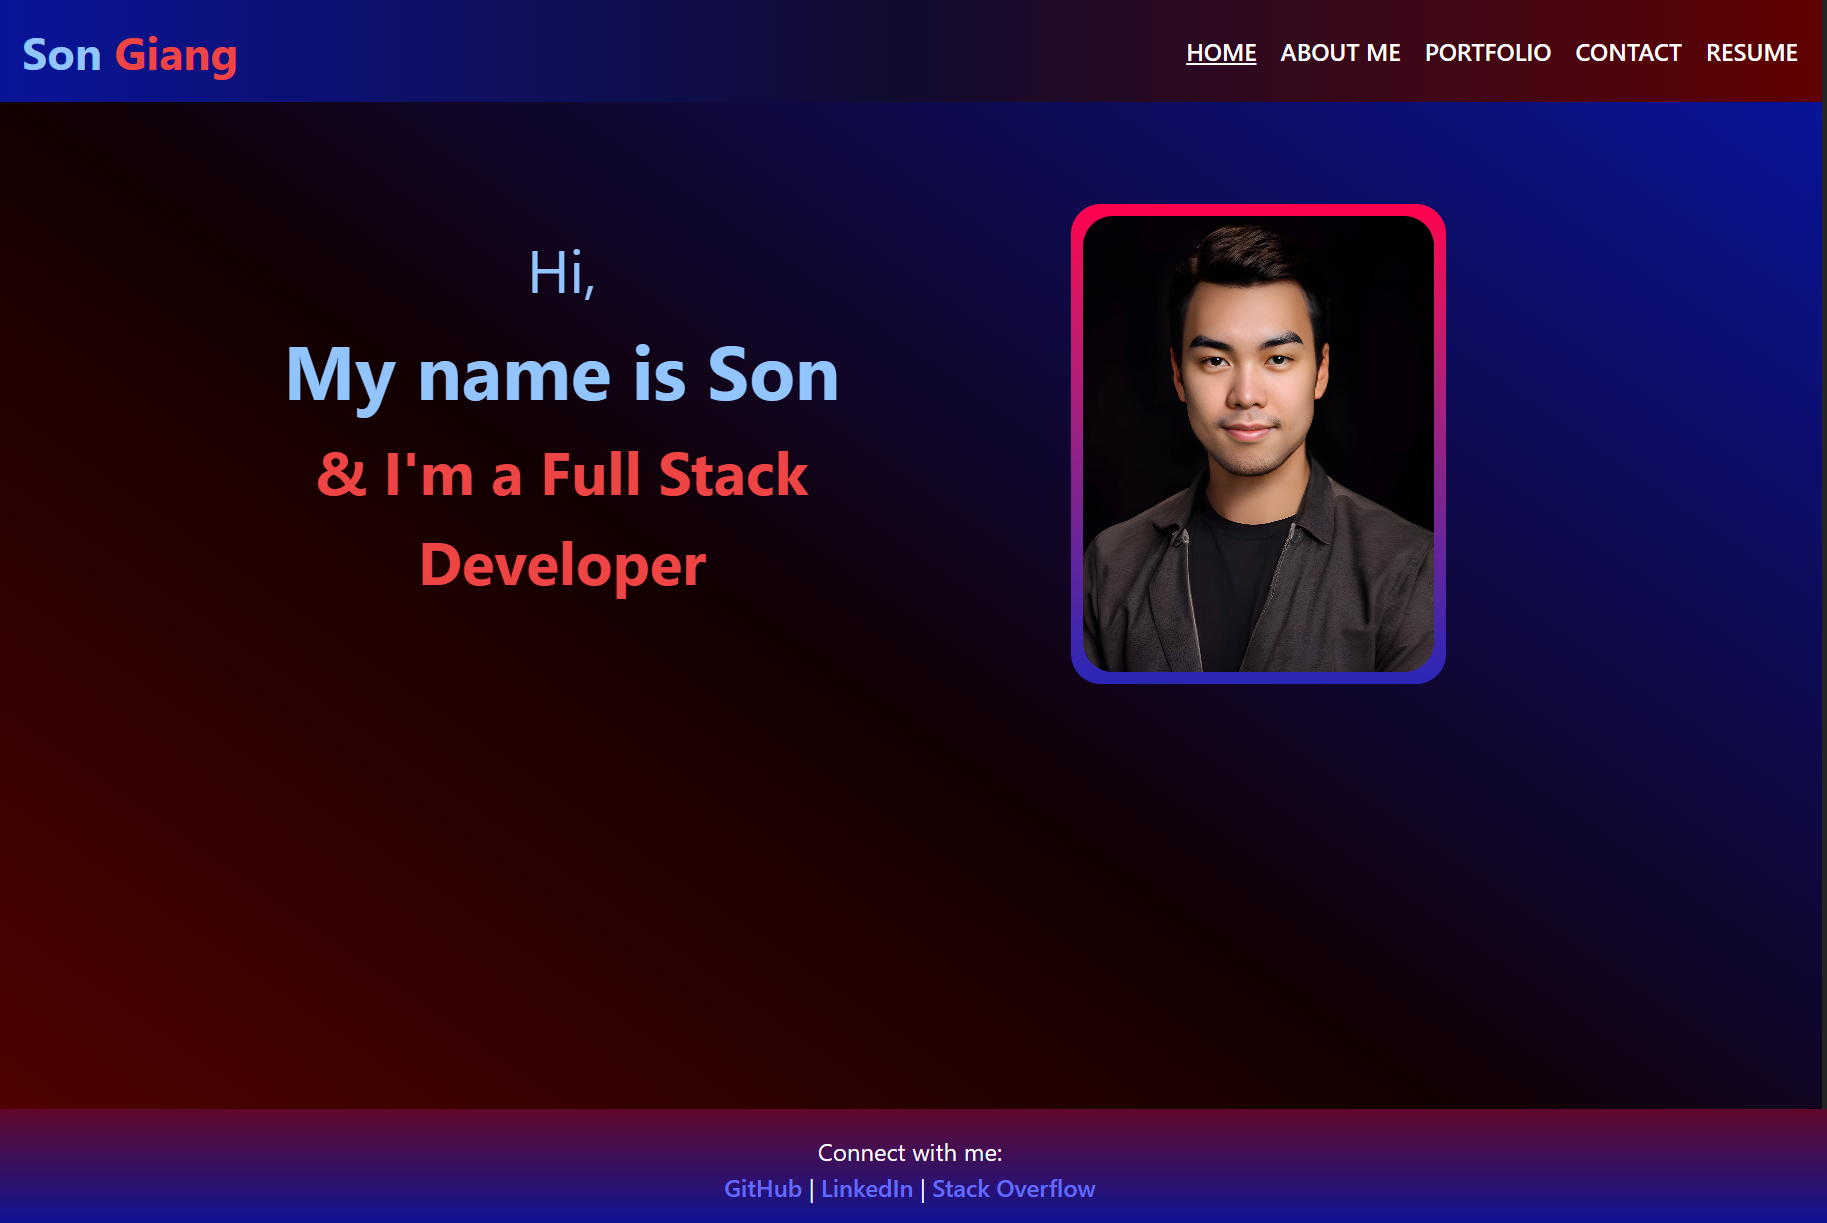 Son Giang
HOME ABOUT ME PORTFOLIO CONTACT RESUME
Hi,
My name is Son
& I'm a Full Stack
Developer
Connect with me:
GitHub | LinkedIn | Stack Overflow